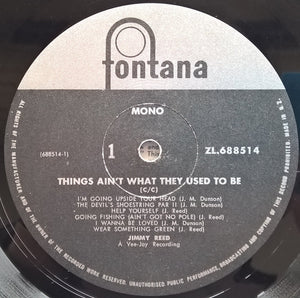 fontana
MONO
(688514-1)
1
ZL.688514
THINGS AIN'T WHAT THEY USED TO BE
(C/C)
I'M GOING UPSIDE YOUR HEAD (J. M. Dunson)
THE DEVIL'S SHOESTRING PAR II (J. M. Dunson)
HELP YOURSELF (J. Reed)
GOING FISHING (AIN'T GOT NO POLE) (J. Reed)
I WANNA BE LOVED (J. M. Dunson)
WEAR SOMETHING GREEN (J. M. Reed)
JIMMY REED
A Vee-Jay Recording
ALL RIGHTS OF THE MANUFACTURER AND OF THE OWNER OF THE RECORDED WORK RESERVED. UNAUTHORISED PUBLIC PERFORMANCE, BROADCASTING AND COPYING OF THIS RECORD PROHIBITED. MADE IN